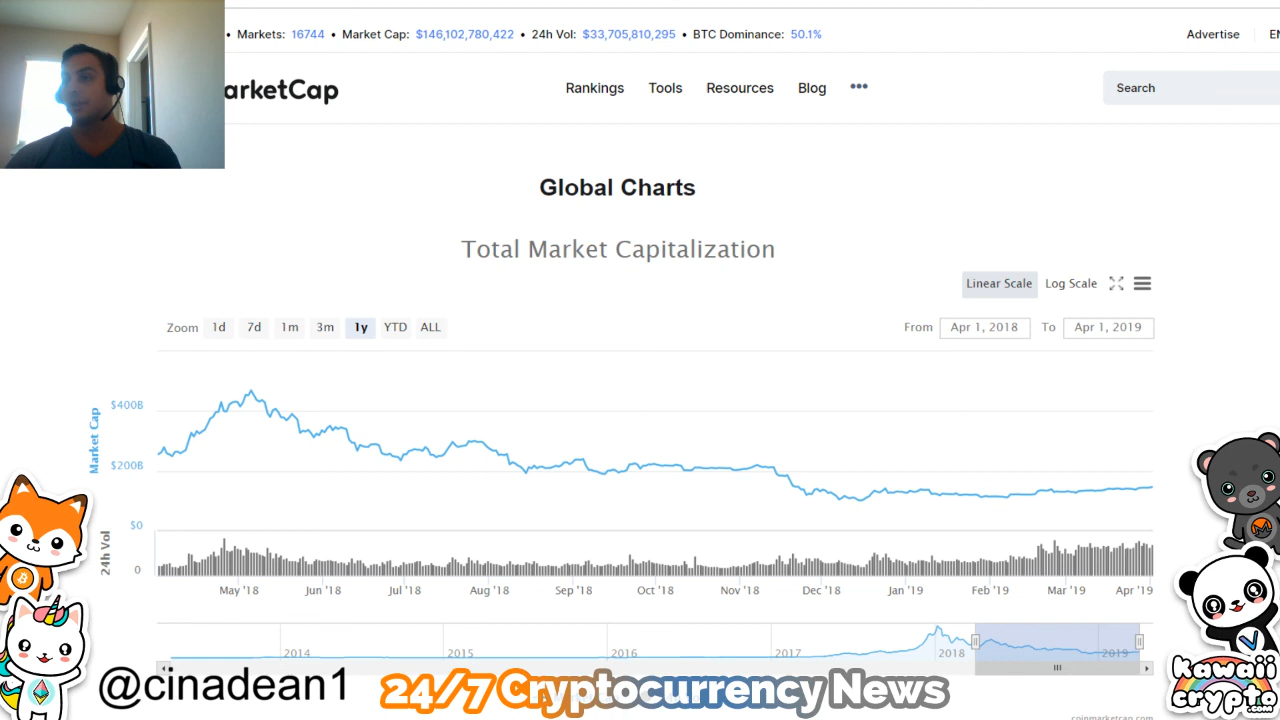 • Markets: 16744 • Market Cap: $146,102,780,422 • 24h Vol: $33,705,810,295 • BTC Dominance: 50.1%
Advertise
EN
arketCap
Rankings
Tools
Resources
Blog
•••
Search
Global Charts
Total Market Capitalization
Linear Scale
Log Scale
Zoom 1d 7d 1m 3m 1y YTD ALL
From Apr 1, 2018 To Apr 1, 2019
Market Cap
$400B
$200B
$0
24h Vol
0
May '18 Jun '18 Jul '18 Aug '18 Sep '18 Oct '18 Nov '18 Dec '18 Jan '19 Feb '19 Mar '19 Apr '19
2014 2015 2016 2017 2018 2019
@cinadean1
24/7 Cryptocurrency News
kawaii
crypto
.com
coinmarketcap.com